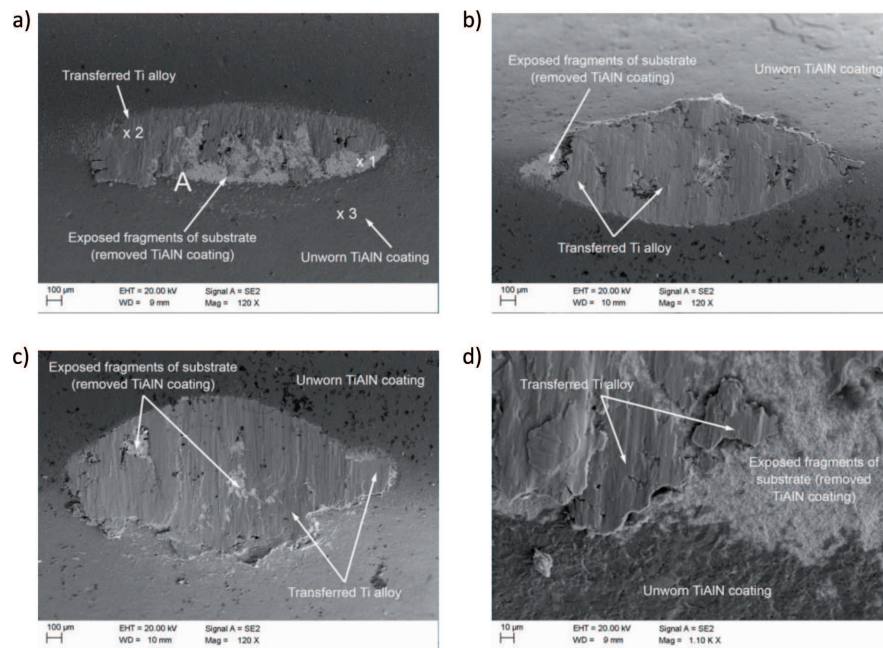 a)
Transferred Ti alloy
x 2
x 1
A
x 3
Exposed fragments of substrate
(removed TiAlN coating)
Unworn TiAlN coating
100 µm
EHT = 20.00 kV
Signal A = SE2
WD = 9 mm
Mag = 120 X
b)
Exposed fragments of substrate
(removed TiAlN coating)
Unworn TiAlN coating
Transferred Ti alloy
100 µm
EHT = 20.00 kV
Signal A = SE2
WD = 10 mm
Mag = 120 X
c)
Exposed fragments of substrate
(removed TiAlN coating)
Unworn TiAlN coating
Transferred Ti alloy
100 µm
EHT = 20.00 kV
Signal A = SE2
WD = 10 mm
Mag = 120 X
d)
Transferred Ti alloy
Exposed fragments of
substrate (removed
TiAlN coating)
Unworn TiAlN coating
10 µm
EHT = 20.00 kV
Signal A = SE2
WD = 9 mm
Mag = 1.10 K X